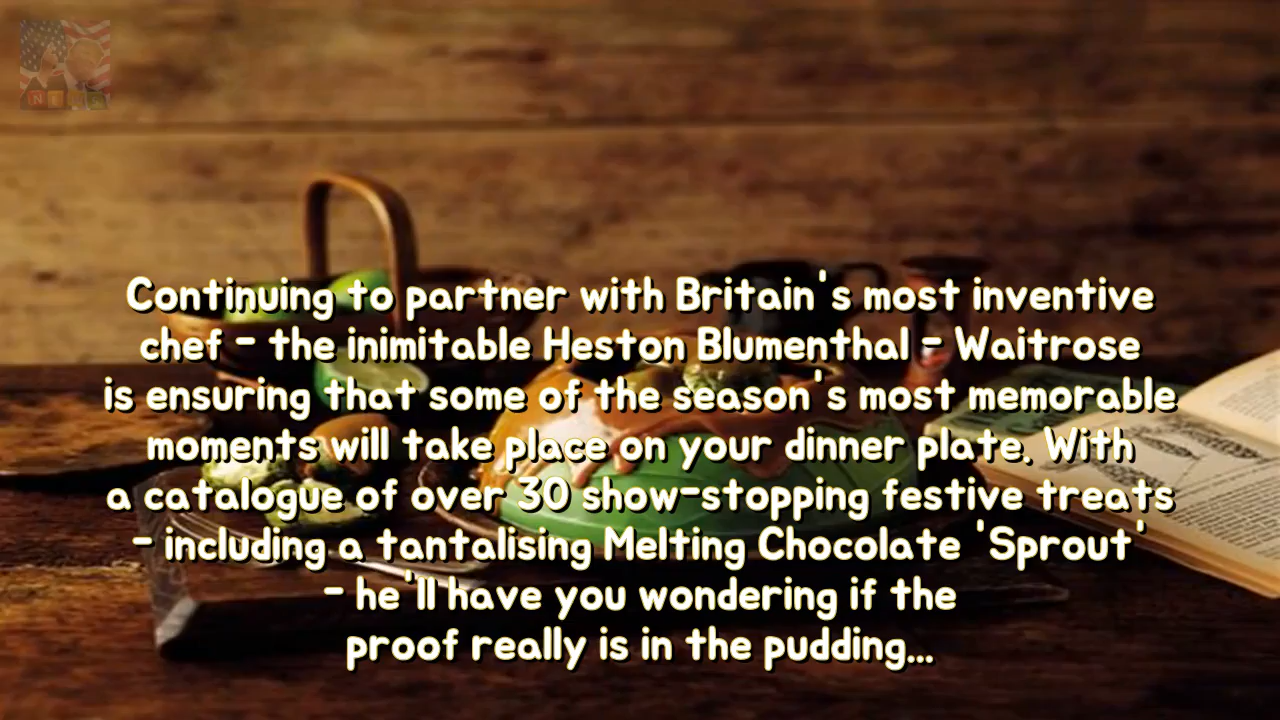 NEWS
Continuing to partner with Britain's most inventive
chef - the inimitable Heston Blumenthal - Waitrose
is ensuring that some of the season's most memorable
moments will take place on your dinner plate. With
a catalogue of over 30 show-stopping festive treats
- including a tantalising Melting Chocolate 'Sprout'
- he'll have you wondering if the
proof really is in the pudding...